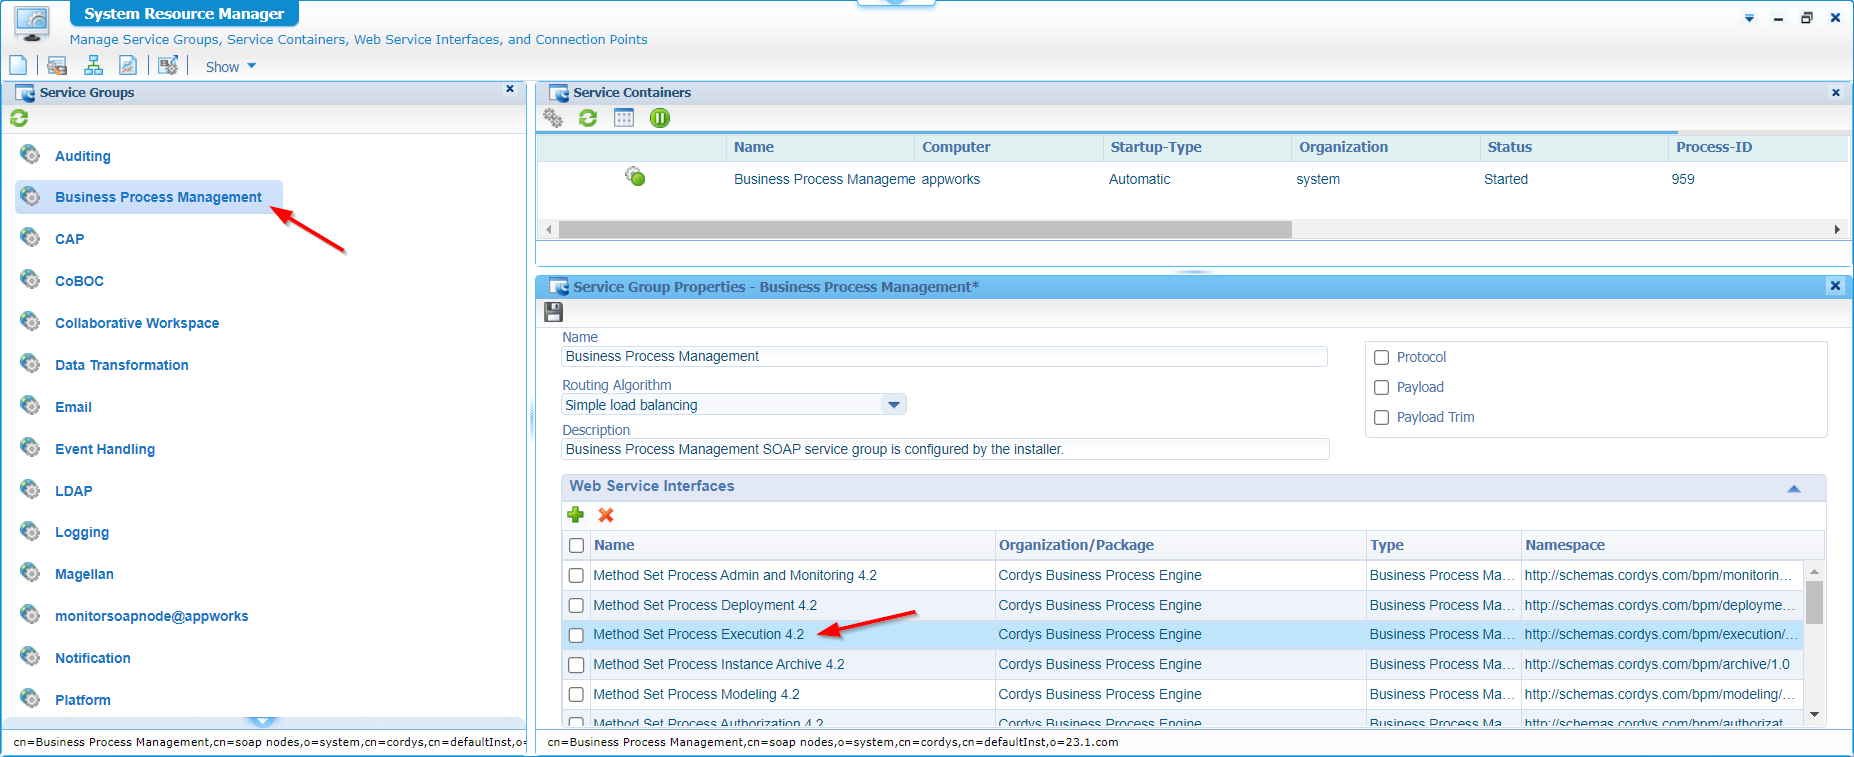 System Resource Manager
Manage Service Groups, Service Containers, Web Service Interfaces, and Connection Points
Show
Service Groups
Auditing
Business Process Management
CAP
CoBOC
Collaborative Workspace
Data Transformation
Email
Event Handling
LDAP
Logging
Magellan
monitorsoapnode@appworks
Notification
Platform
cn=Business Process Management,cn=soap nodes,o=system,cn=cordys,cn=defaultInst,o=
Service Containers
Name Computer Startup-Type Organization Status Process-ID
Business Process Manageme appworks Automatic system Started 959
Service Group Properties - Business Process Management*
Name
Business Process Management
Routing Algorithm
Simple load balancing
Description
Business Process Management SOAP service group is configured by the installer.
Protocol
Payload
Payload Trim
Web Service Interfaces
Name Organization/Package Type Namespace
Method Set Process Admin and Monitoring 4.2 Cordys Business Process Engine Business Process Ma... http://schemas.cordys.com/bpm/monitorin...
Method Set Process Deployment 4.2 Cordys Business Process Engine Business Process Ma... http://schemas.cordys.com/bpm/deployme...
Method Set Process Execution 4.2 Cordys Business Process Engine Business Process Ma... http://schemas.cordys.com/bpm/execution/...
Method Set Process Instance Archive 4.2 Cordys Business Process Engine Business Process Ma... http://schemas.cordys.com/bpm/archive/1.0
Method Set Process Modeling 4.2 Cordys Business Process Engine Business Process Ma... http://schemas.cordys.com/bpm/modeling/...
Method Set Process Authorization 4.2 Cordys Business Process Engine Business Process Ma... http://schemas.cordys.com/bpm/authorizat...
cn=Business Process Management,cn=soap nodes,o=system,cn=cordys,cn=defaultInst,o=23.1.com